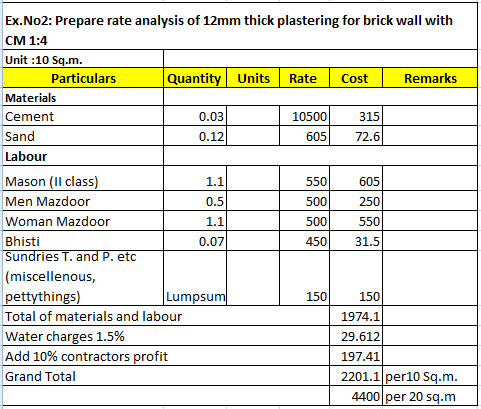 Ex.No2: Prepare rate analysis of 12mm thick plastering for brick wall with
CM 1:4
Unit :10 Sq.m.
Particulars Quantity Units Rate Cost Remarks
Materials
Cement 0.03 10500 315
Sand 0.12 605 72.6
Labour
Mason (II class) 1.1 550 605
Men Mazdoor 0.5 500 250
Woman Mazdoor 1.1 500 550
Bhisti 0.07 450 31.5
Sundries T. and P. etc
(miscellenous,
pettythings) Lumpsum 150 150
Total of materials and labour 1974.1
Water charges 1.5% 29.612
Add 10% contractors profit 197.41
Grand Total 2201.1 per10 Sq.m.
4400 per 20 sq.m